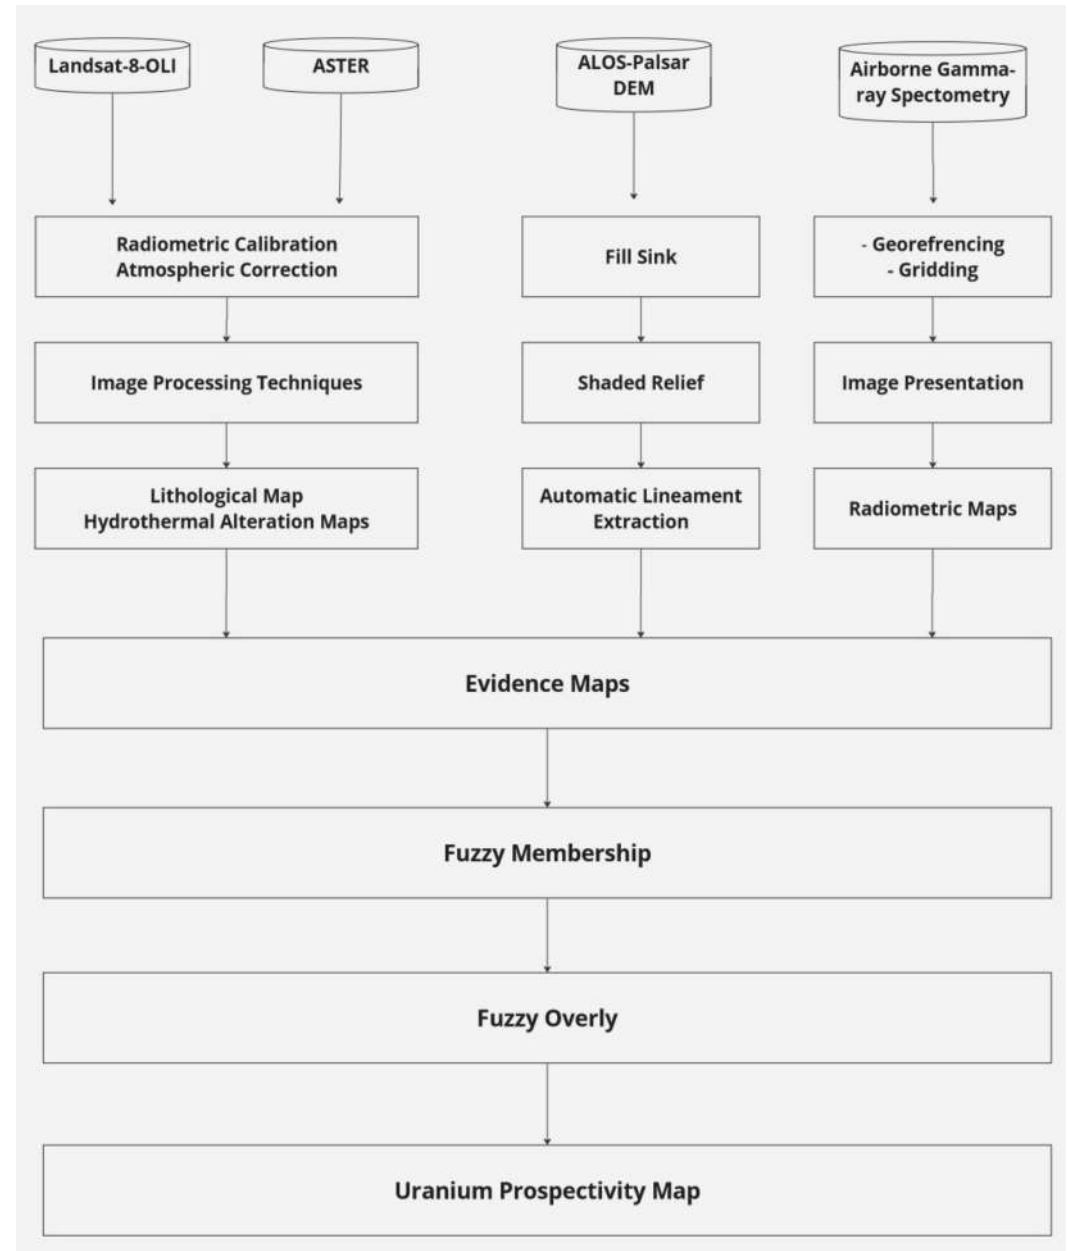 Landsat-8-OLI
ASTER
ALOS-Palsar
DEM
Airborne Gamma-
ray Spectometry
Radiometric Calibration
Atmospheric Correction
Fill Sink
- Georefrencing
- Gridding
Image Processing Techniques
Shaded Relief
Image Presentation
Lithological Map
Hydrothermal Alteration Maps
Automatic Lineament
Extraction
Radiometric Maps
Evidence Maps
Fuzzy Membership
Fuzzy Overly
Uranium Prospectivity Map